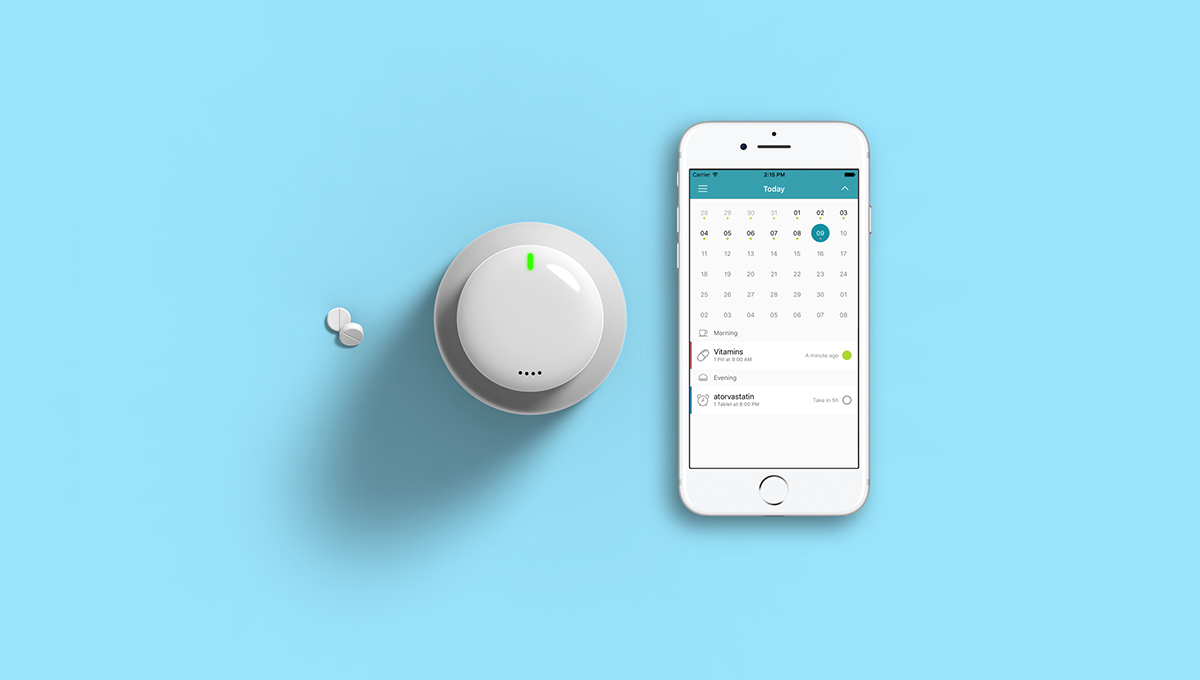 Carrier 2:15 PM
Today
28 29 30 31 01 02 03
04 05 06 07 08 09 10
11 12 13 14 15 16 17
18 19 20 21 22 23 24
25 26 27 28 29 30 01
02 03 04 05 06 07 08
Morning
Vitamins
1 Pill at 9:00 AM
A minute ago
Evening
atorvastatin
1 Tablet at 8:00 PM
Take in 5h